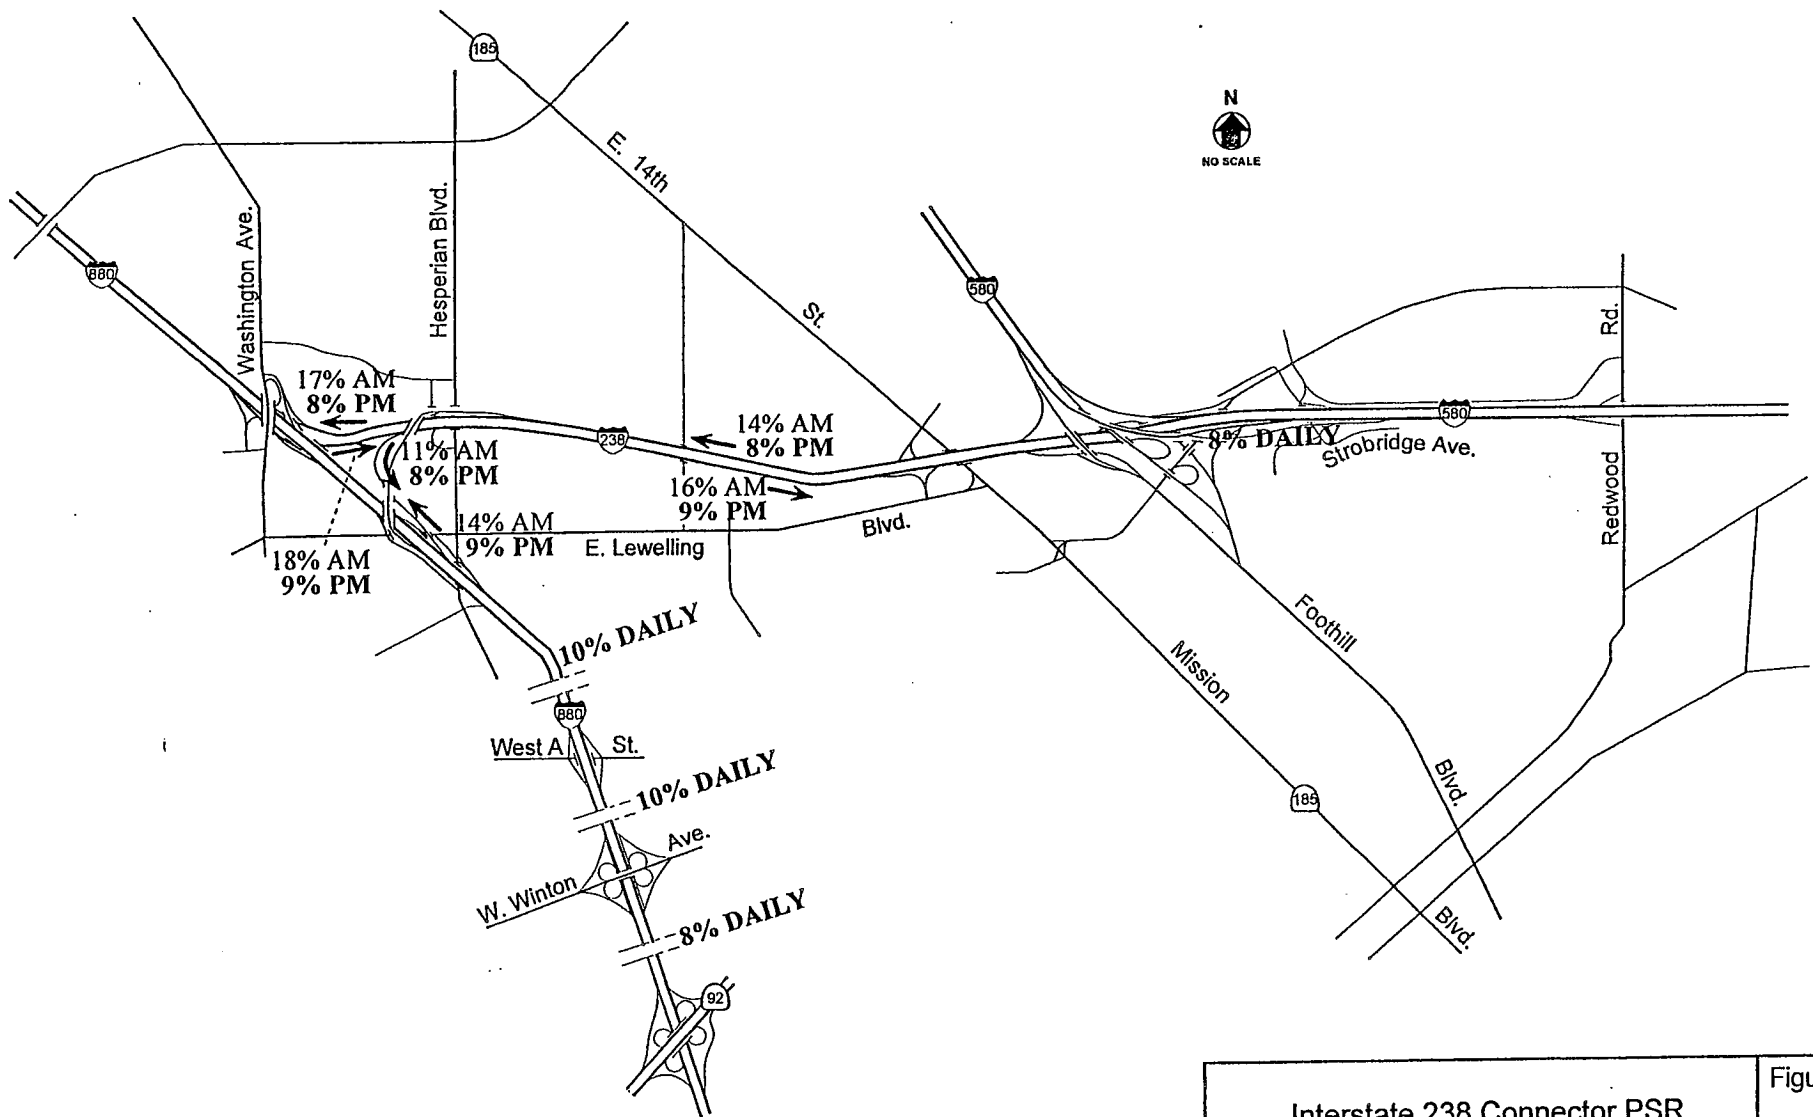 185
N
NO SCALE
E. 14th
St.
Washington Ave.
Hesperian Blvd.
880
580
Rd.
17% AM
8% PM
238
14% AM
8% PM
580
8% DAILY
Strobridge Ave.
11% AM
8% PM
16% AM
9% PM
Blvd.
Redwood
14% AM
9% PM
E. Lewelling
18% AM
9% PM
10% DAILY
Foothill
Mission
880
West A St.
10% DAILY
Blvd.
185
Ave.
W. Winton
8% DAILY
Blvd.
92
Figu
Interstate 238 Connector PSR